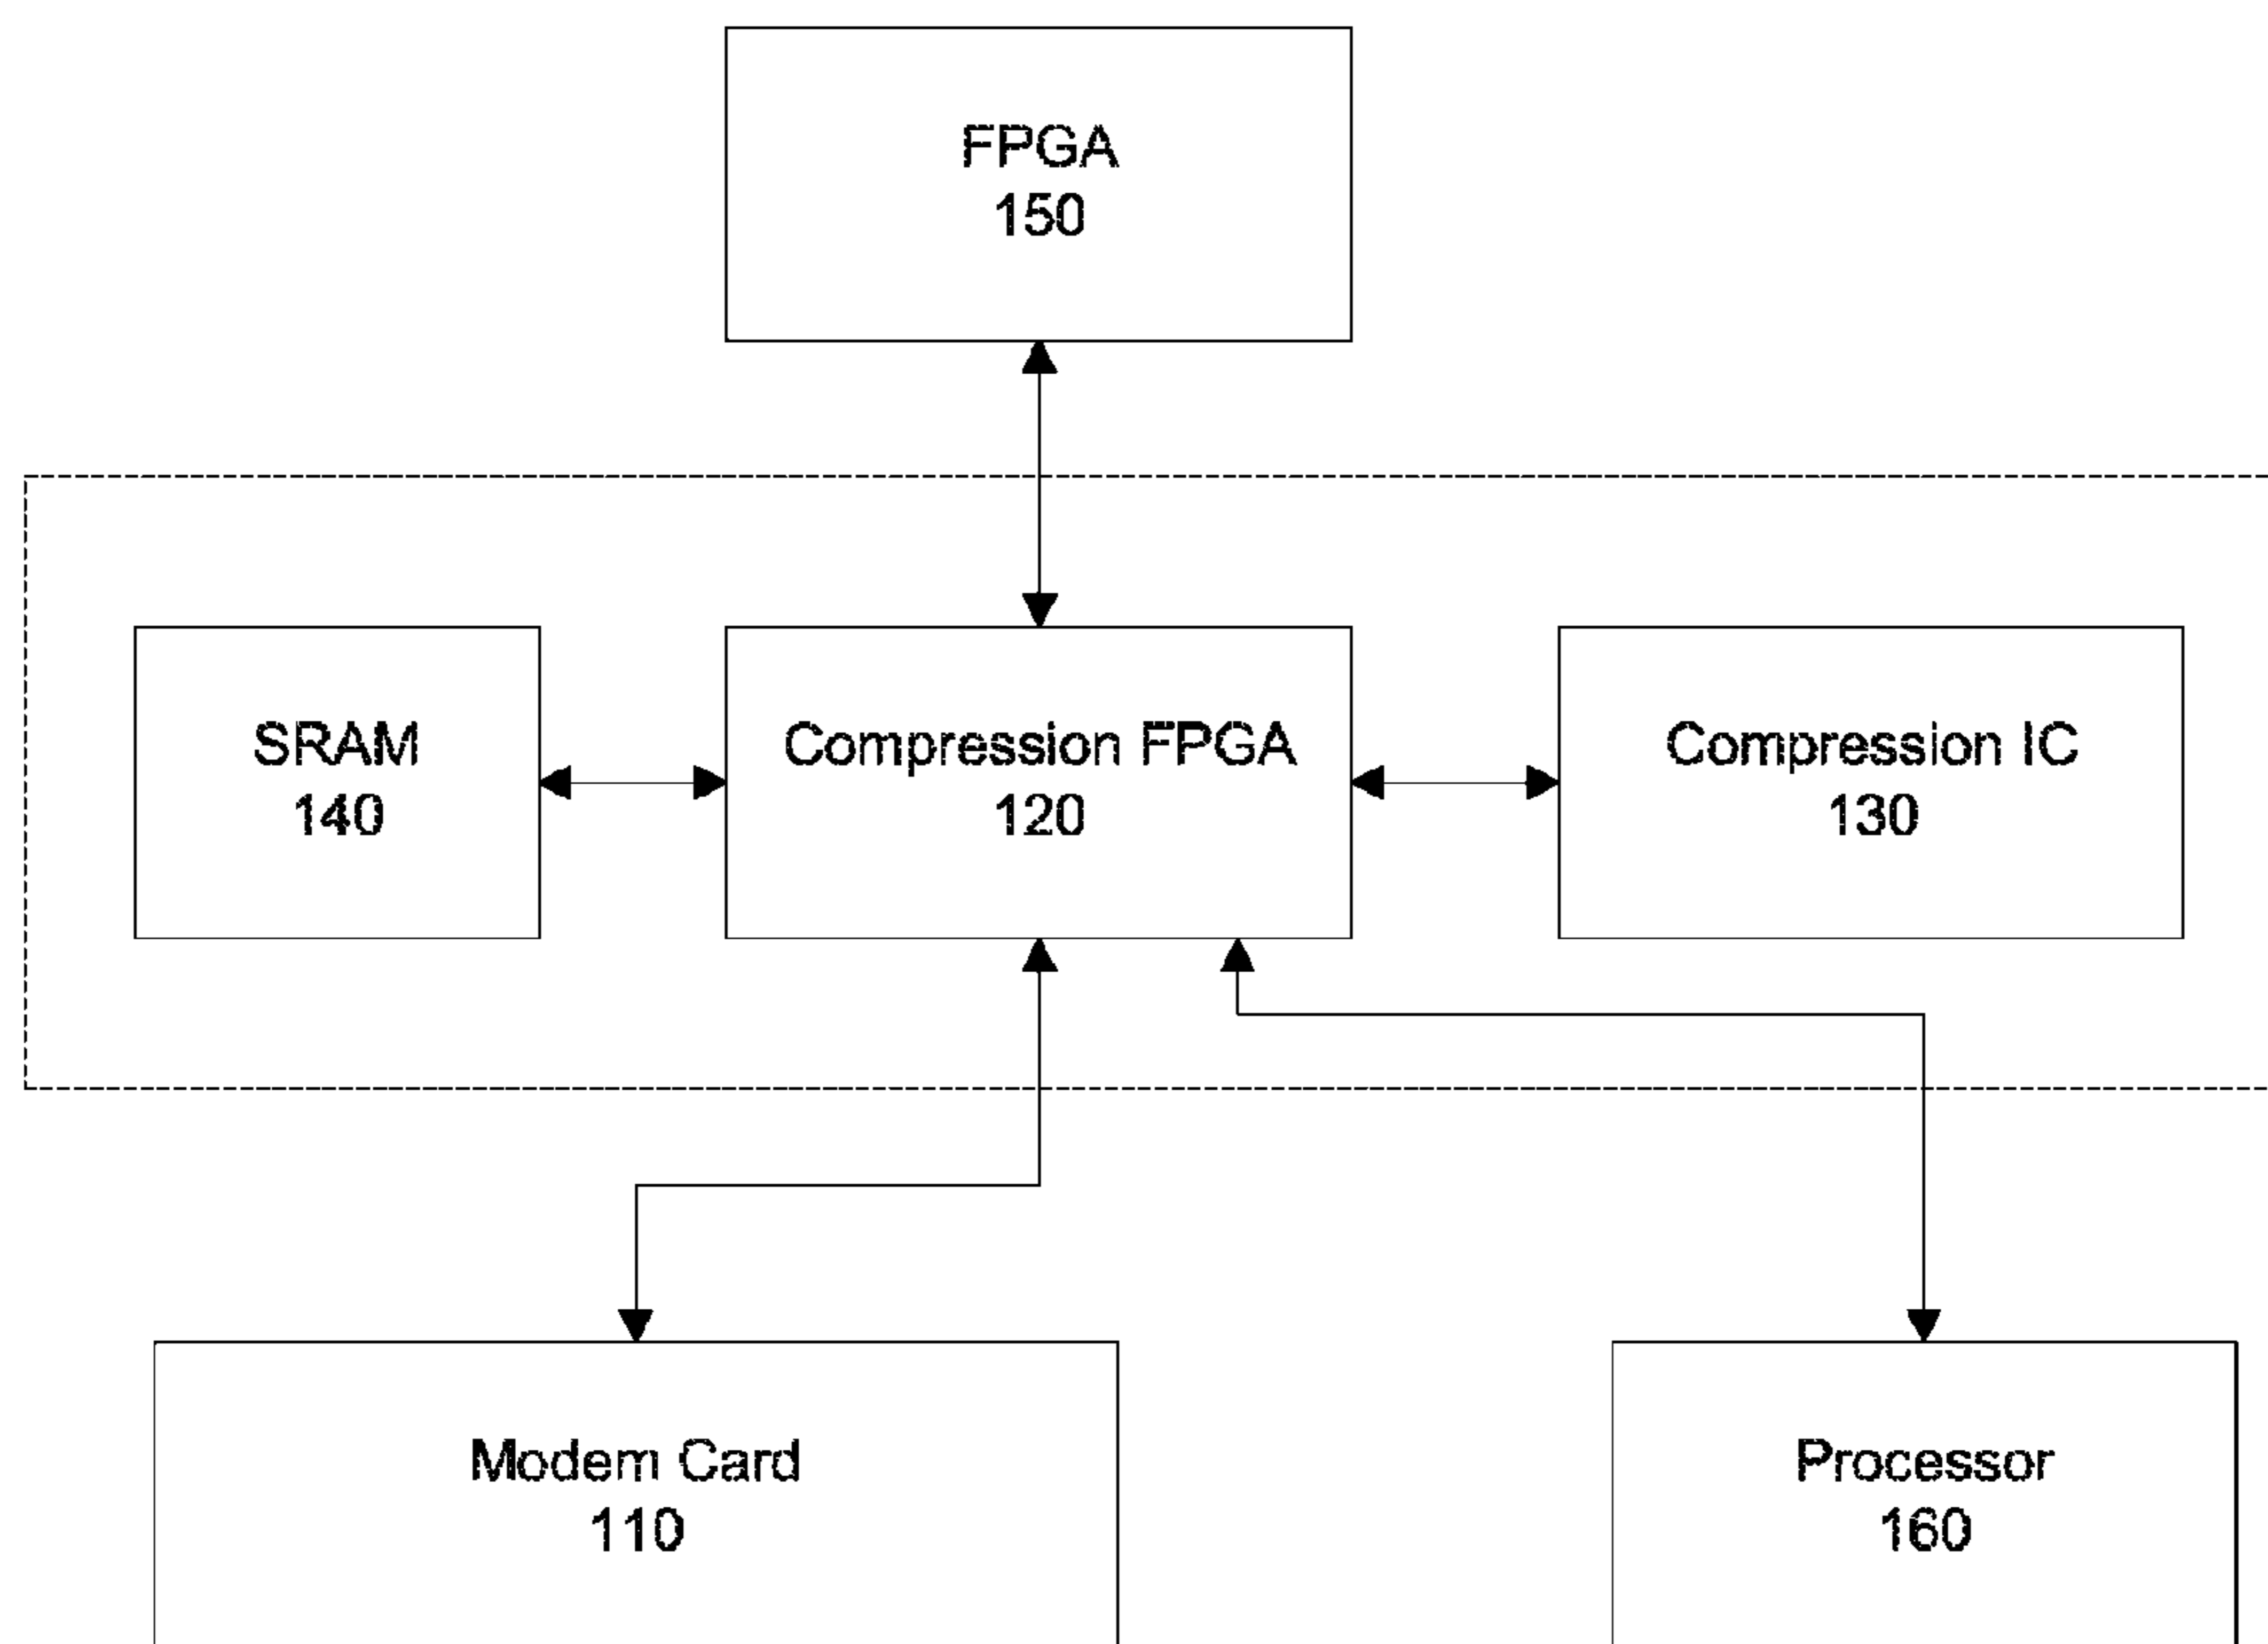 FPGA
150
SRAM
140
Compression FPGA
120
Compression IC
130
Modem Card
110
Processor
160